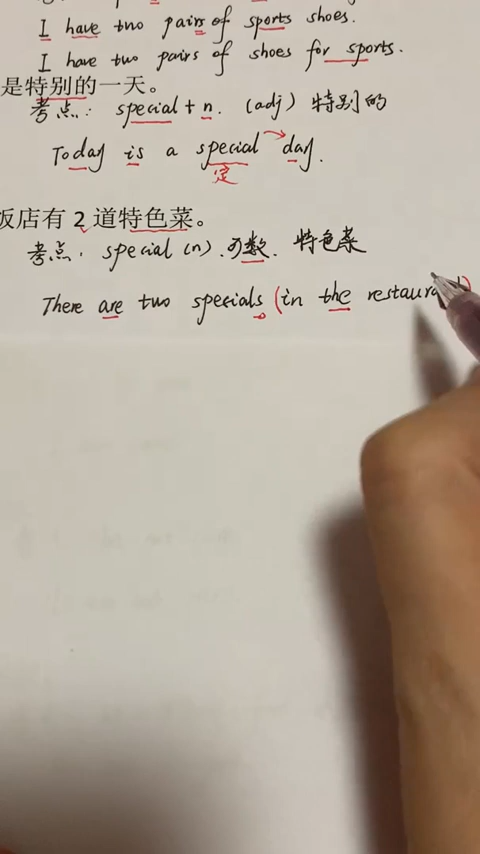 I have two pairs of sports shoes.
I have two pairs of shoes for sports.
是特别的一天。
考点: special + n. (adj) 特别的
Today is a special day.
定
饭店有 2 道特色菜。
考点: special (n). 可数. 特色菜
There are two specials (in the